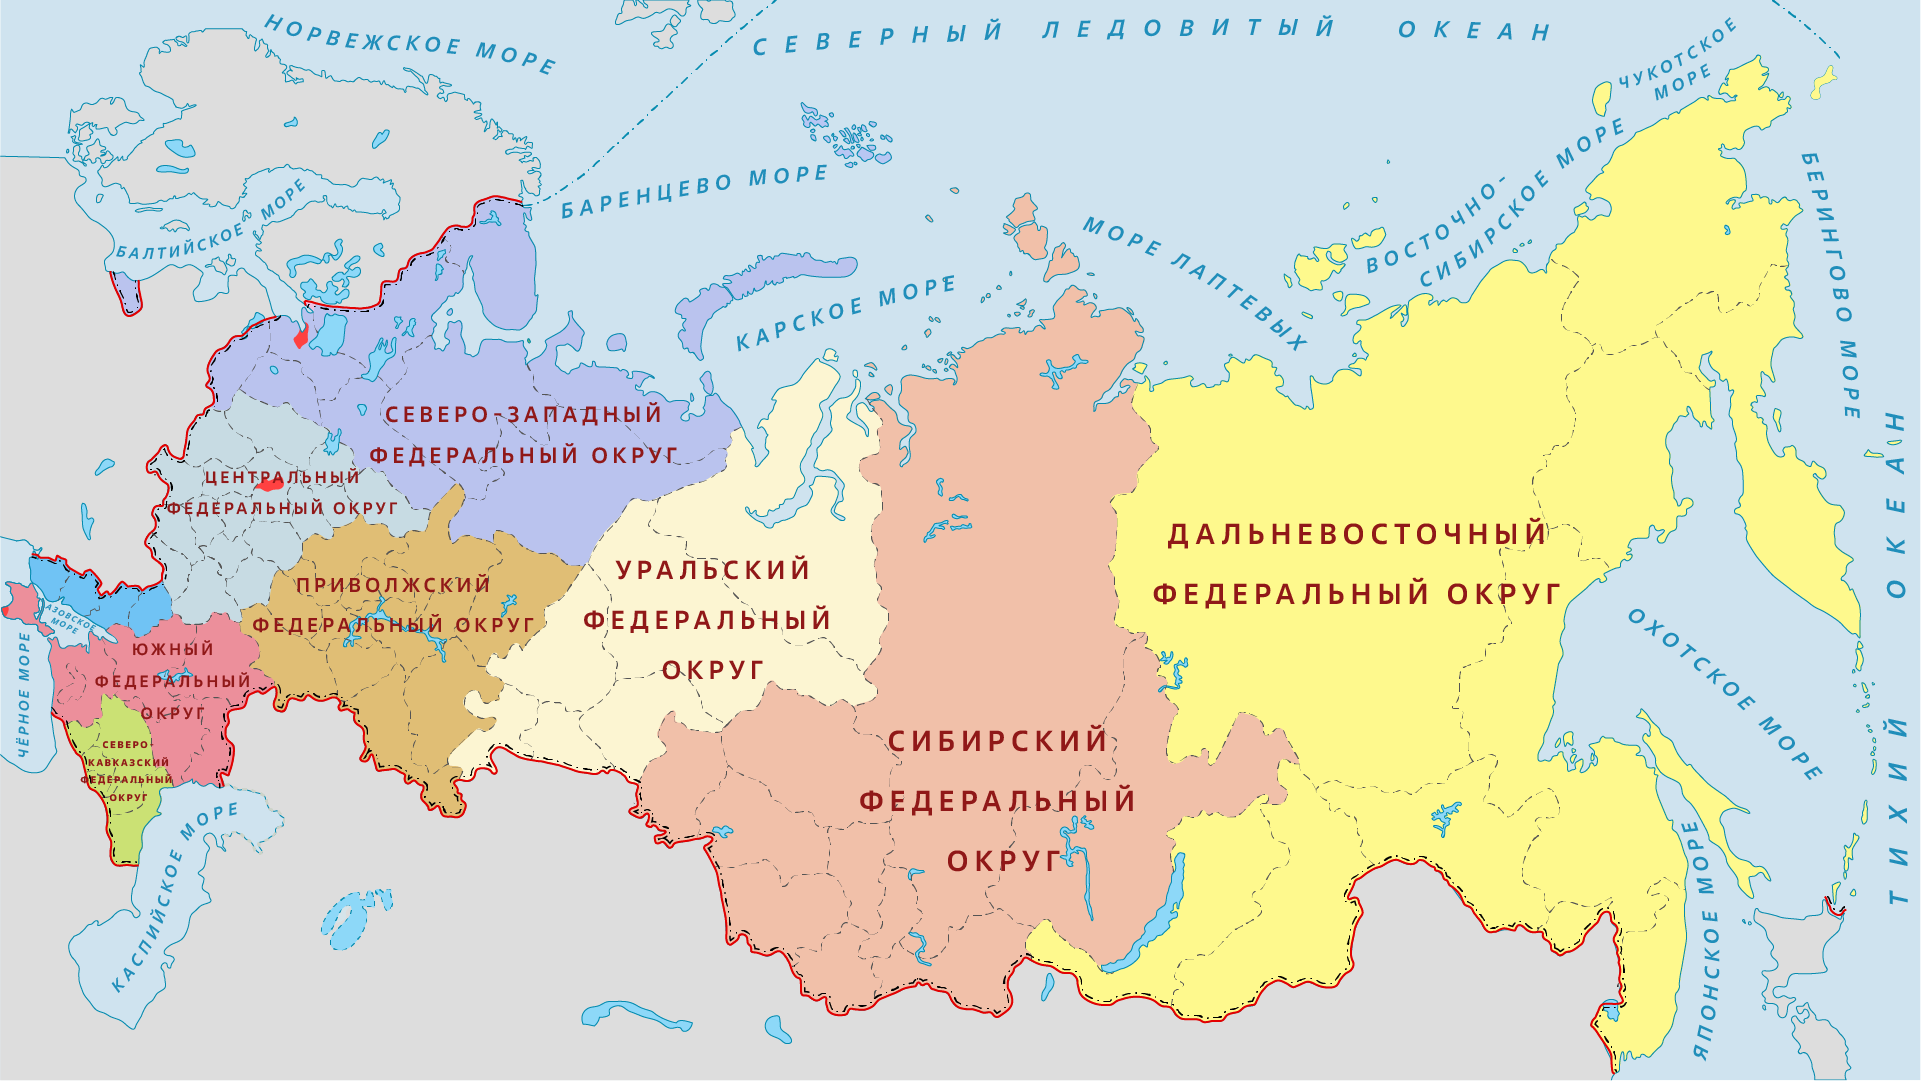 НОРВЕЖСКОЕ МОРЕ
СЕВЕРНЫЙ ЛЕДОВИТЫЙ ОКЕАН
ЧУКОТСКОЕ
МОРЕ
БАРЕНЦЕВО МОРЕ
БАЛТИЙСКОЕ МОРЕ
КАРСКОЕ МОРЕ
МОРЕ ЛАПТЕВЫХ
ВОСТОЧНО-
СИБИРСКОЕ МОРЕ
БЕРИНГОВО МОРЕ
СЕВЕРО-ЗАПАДНЫЙ
ФЕДЕРАЛЬНЫЙ ОКРУГ
ЦЕНТРАЛЬНЫЙ
ФЕДЕРАЛЬНЫЙ ОКРУГ
ПРИВОЛЖСКИЙ
ФЕДЕРАЛЬНЫЙ ОКРУГ
УРАЛЬСКИЙ
ФЕДЕРАЛЬНЫЙ
ОКРУГ
ДАЛЬНЕВОСТОЧНЫЙ
ФЕДЕРАЛЬНЫЙ ОКРУГ
АЗОВСКОЕ
МОРЕ
ЧЁРНОЕ МОРЕ
ЮЖНЫЙ
ФЕДЕРАЛЬНЫЙ
ОКРУГ
СЕВЕРО-
КАВКАЗСКИЙ
ФЕДЕРАЛЬНЫЙ
ОКРУГ
СИБИРСКИЙ
ФЕДЕРАЛЬНЫЙ
ОКРУГ
ОХОТСКОЕ МОРЕ
ТИХИЙ ОКЕАН
КАСПИЙСКОЕ МОРЕ
ЯПОНСКОЕ МОРЕ